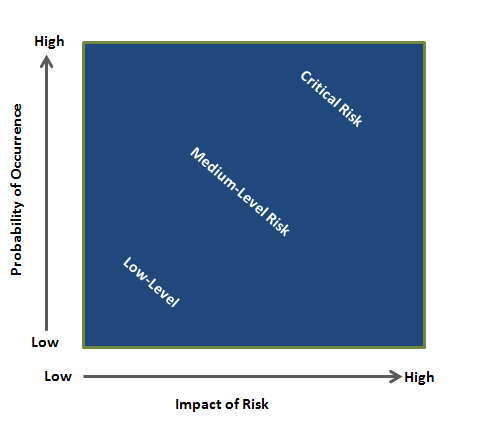 High
Critical Risk
Medium-Level Risk
Probability of Occurrence
Low-Level
Low
Low
High
Impact of Risk